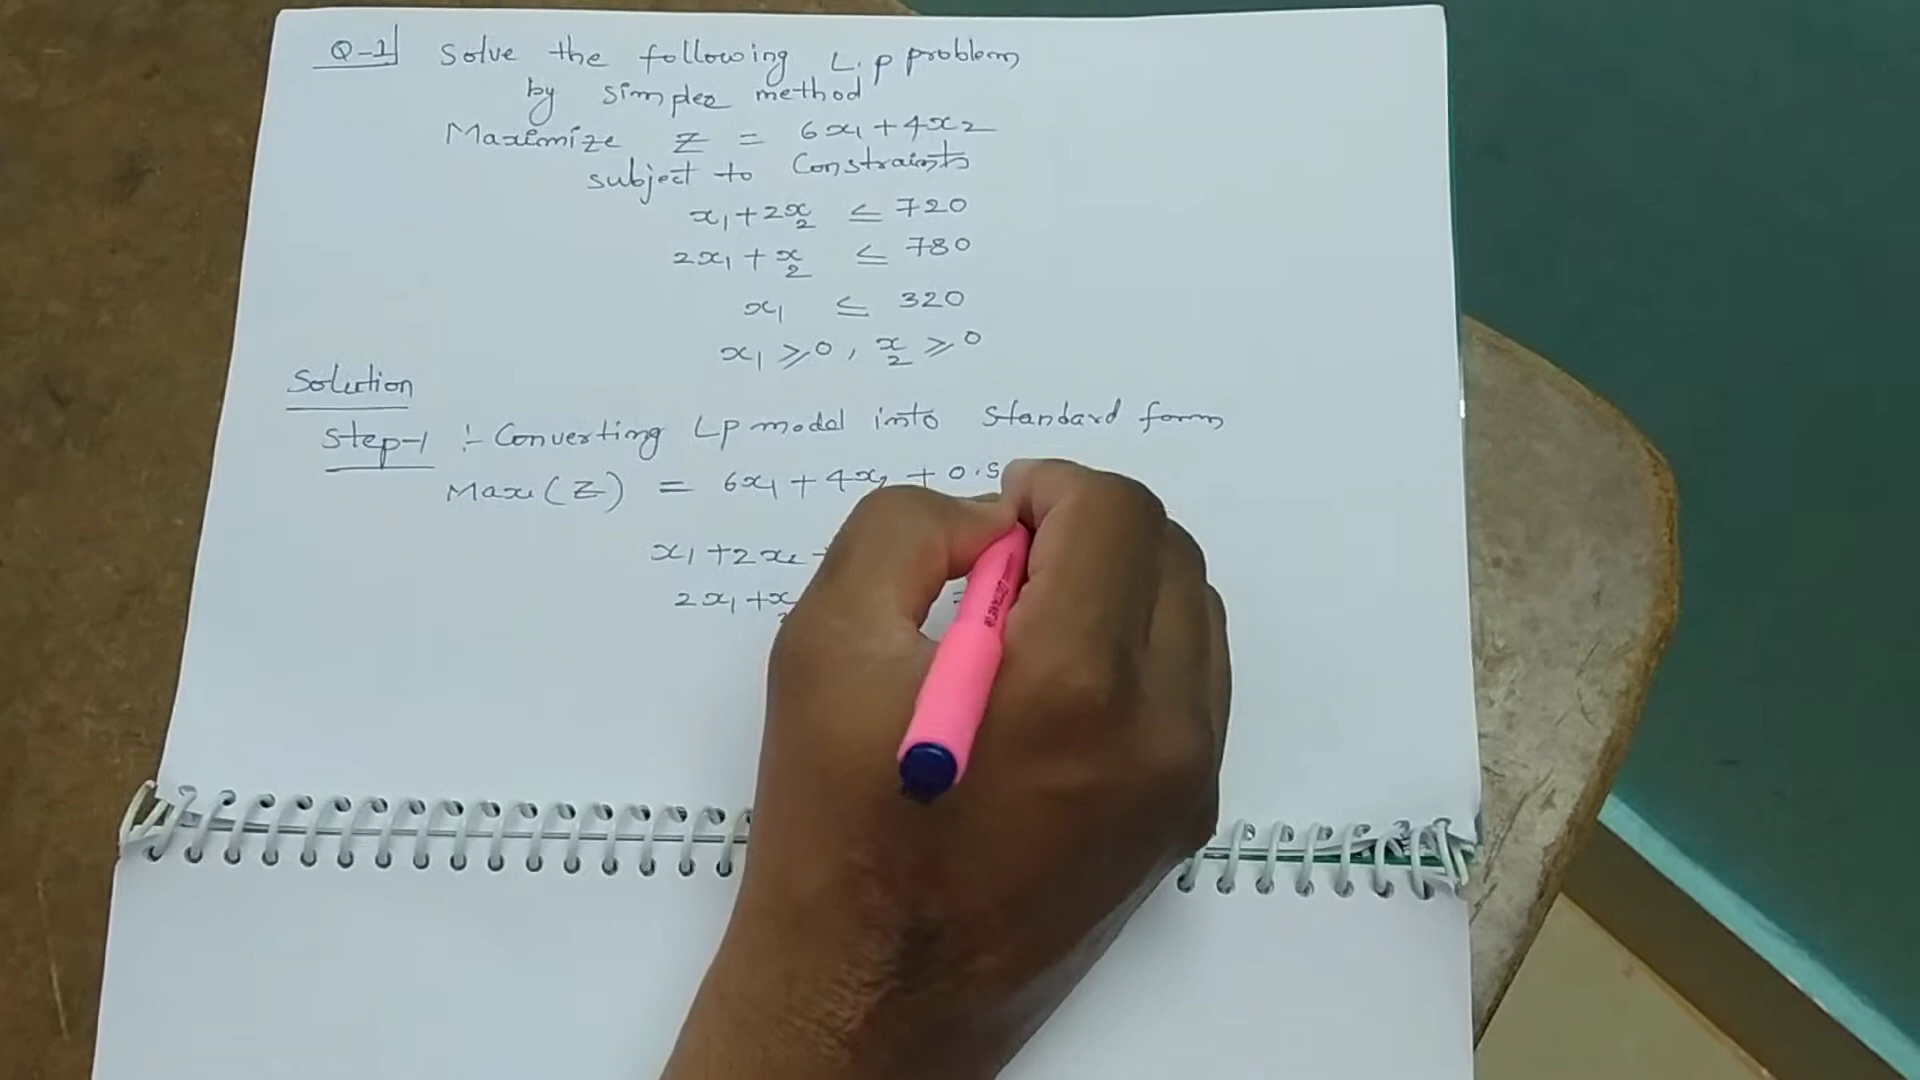 Q-1 Solve the following L.p problem
by simplex method
Maximize Z = 6x₁ + 4x₂
subject to Constraints
x₁ + 2x₂ ≤ 720
2x₁ + x₂ ≤ 780
x₁ ≤ 320
x₁ ≥ 0, x₂ ≥ 0
Solution
Step-1 :- Converting LP model into standard form
Max(Z) = 6x₁ + 4x₂ + 0.S
x₁ + 2x₂ +
2x₁ + x₂